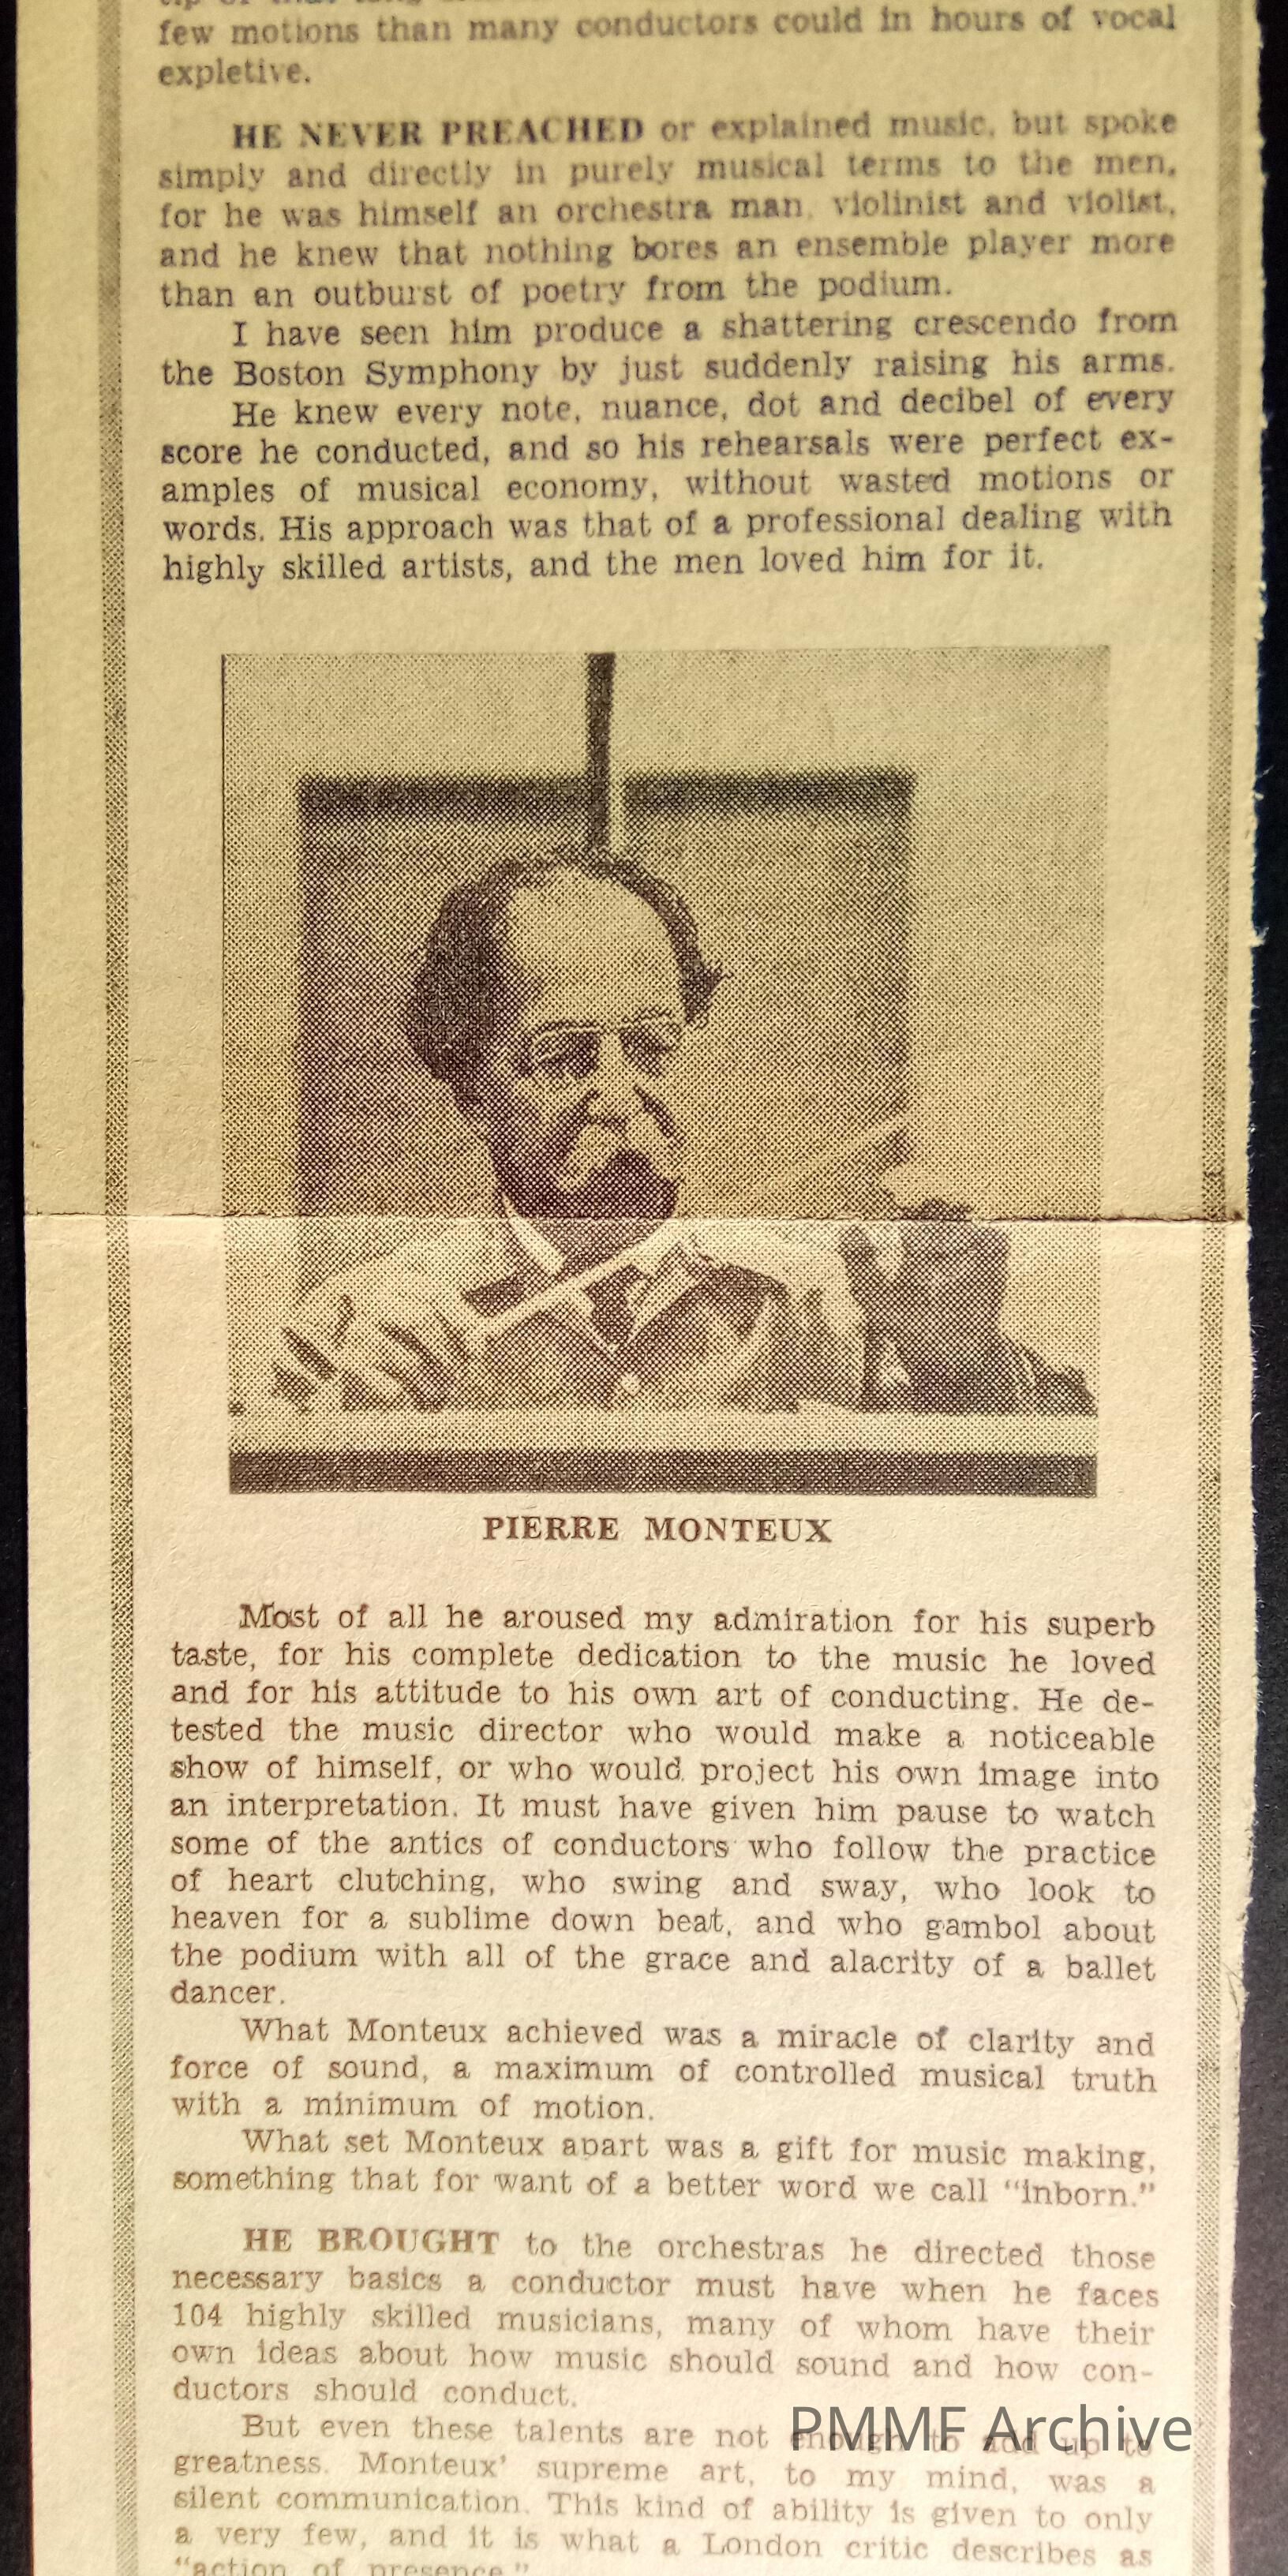 tip of that long
few motions than many conductors could in hours of vocal
expletive.
HE NEVER PREACHED or explained music, but spoke
simply and directly in purely musical terms to the men,
for he was himself an orchestra man, violinist and violist,
and he knew that nothing bores an ensemble player more
than an outburst of poetry from the podium.
I have seen him produce a shattering crescendo from
the Boston Symphony by just suddenly raising his arms.
He knew every note, nuance, dot and decibel of every
score he conducted, and so his rehearsals were perfect ex-
amples of musical economy, without wasted motions or
words. His approach was that of a professional dealing with
highly skilled artists, and the men loved him for it.
PIERRE MONTEUX
Most of all he aroused my admiration for his superb
taste, for his complete dedication to the music he loved
and for his attitude to his own art of conducting. He de-
tested the music director who would make a noticeable
show of himself, or who would project his own image into
an interpretation. It must have given him pause to watch
some of the antics of conductors who follow the practice
of heart clutching, who swing and sway, who look to
heaven for a sublime down beat, and who gambol about
the podium with all of the grace and alacrity of a ballet
dancer.
What Monteux achieved was a miracle of clarity and
force of sound, a maximum of controlled musical truth
with a minimum of motion.
What set Monteux apart was a gift for music making,
something that for want of a better word we call “inborn.”
HE BROUGHT to the orchestras he directed those
necessary basics a conductor must have when he faces
104 highly skilled musicians, many of whom have their
own ideas about how music should sound and how con-
ductors should conduct.
But even these talents are not enough to add up to
greatness. Monteux’ supreme art, to my mind, was a
silent communication. This kind of ability is given to only
a very few, and it is what a London critic describes as
“action of presence.”
PMMF Archive